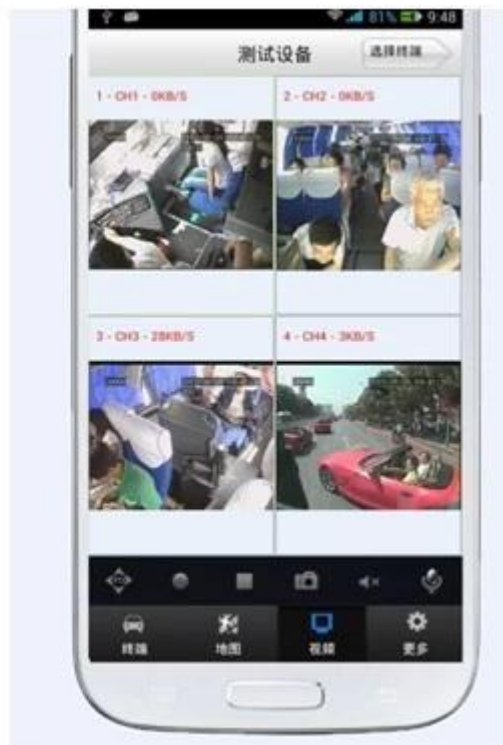 81% 9:48
测试设备
选择终端
1 - CH1 - 0KB/S
2 - CH2 - 0KB/S
3 - CH3 - 28KB/S
4 - CH4 - 3KB/S
终端
地图
视频
更多